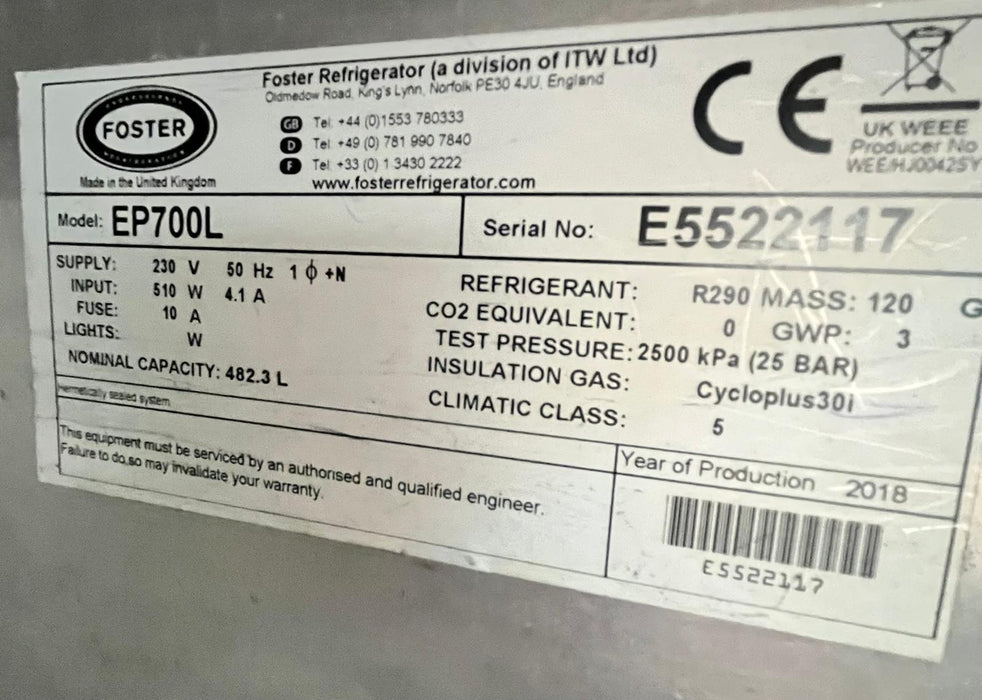 Foster Refrigerator (a division of ITW Ltd)
Oldmedow Road, King's Lynn, Norfolk PE30 4JU, England
FOSTER
GB Tel: +44 (0)1553 780333
D Tel: +49 (0) 781 990 7840
F Tel: +33 (0) 1 3430 2222
www.fosterrefrigerator.com
Made in the United Kingdom
CE
UK WEEE
Producer No
WEE/HJ0042SY
Model: EP700L
Serial No: E5522117
SUPPLY: 230 V 50 Hz 1 ϕ +N
INPUT: 510 W 4.1 A
FUSE: 10 A
LIGHTS: W
NOMINAL CAPACITY: 482.3 L
REFRIGERANT: R290 MASS: 120 G
CO2 EQUIVALENT: 0 GWP: 3
TEST PRESSURE: 2500 kPa (25 BAR)
INSULATION GAS: Cycloplus30i
CLIMATIC CLASS: 5
Hermetically sealed system
This equipment must be serviced by an authorised and qualified engineer.
Failure to do,so may invalidate your warranty.
Year of Production 2018
E5522117